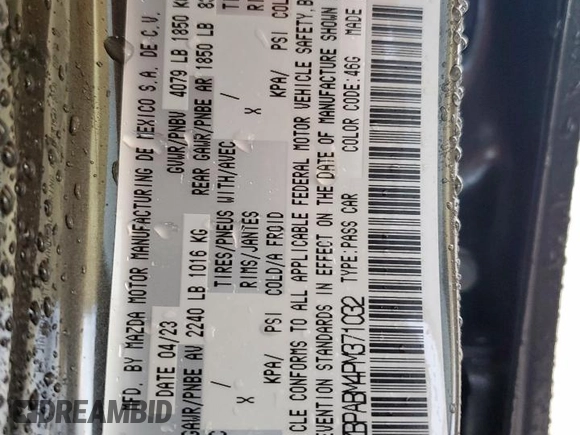 MFD. BY MAZDA MOTOR MANUFACTURING DE MEXICO S.A. DE C.V.
DATE 04/23 GVWR/PNBV 4079 LB 1850 KG
GAWR/PNBE AV 2240 LB 1016 KG REAR GAWR/PNBE AR 1850 LB
TIRES/PNEUS WITH/AVEC /
RIMS/JANTES X
KPA/ PSI COLD/A FROID KPA/ PSI COL
CLE CONFORMS TO ALL APPLICABLE FEDERAL MOTOR VEHICLE SAFETY,B
EVENTION STANDARDS IN EFFECT ON THE DATE OF MANUFACTURE SHOWN
BPABM4PM371032 TYPE:PASS CAR COLOR CODE:46G MADE
DREAMBID